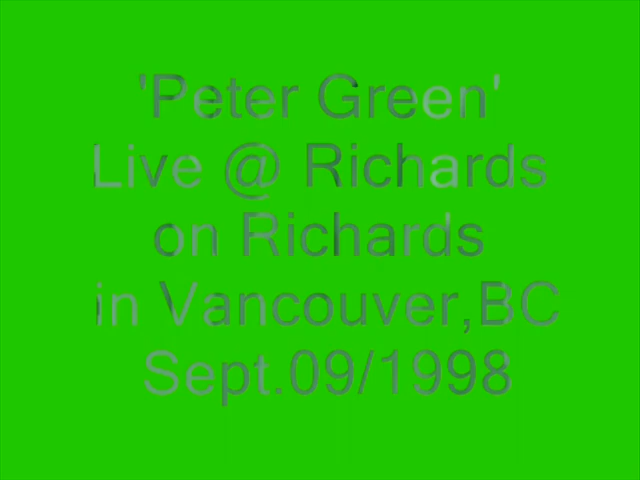 'Peter Green'
Live @ Richards
on Richards
in Vancouver,BC
Sept.09/1998